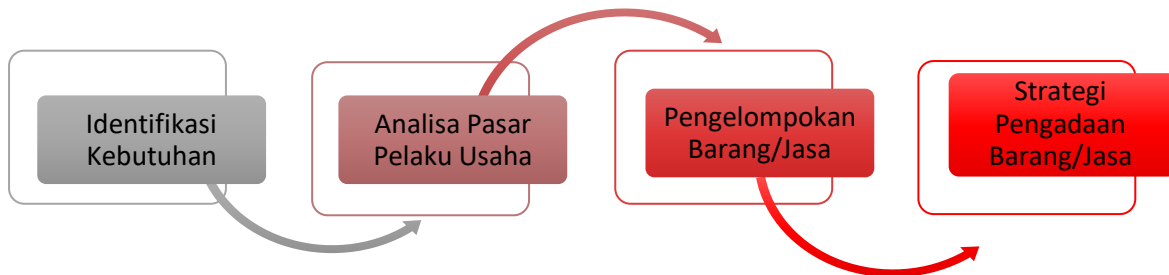 Identifikasi
Kebutuhan
Analisa Pasar
Pelaku Usaha
Pengelompokan
Barang/Jasa
Strategi
Pengadaan
Barang/Jasa